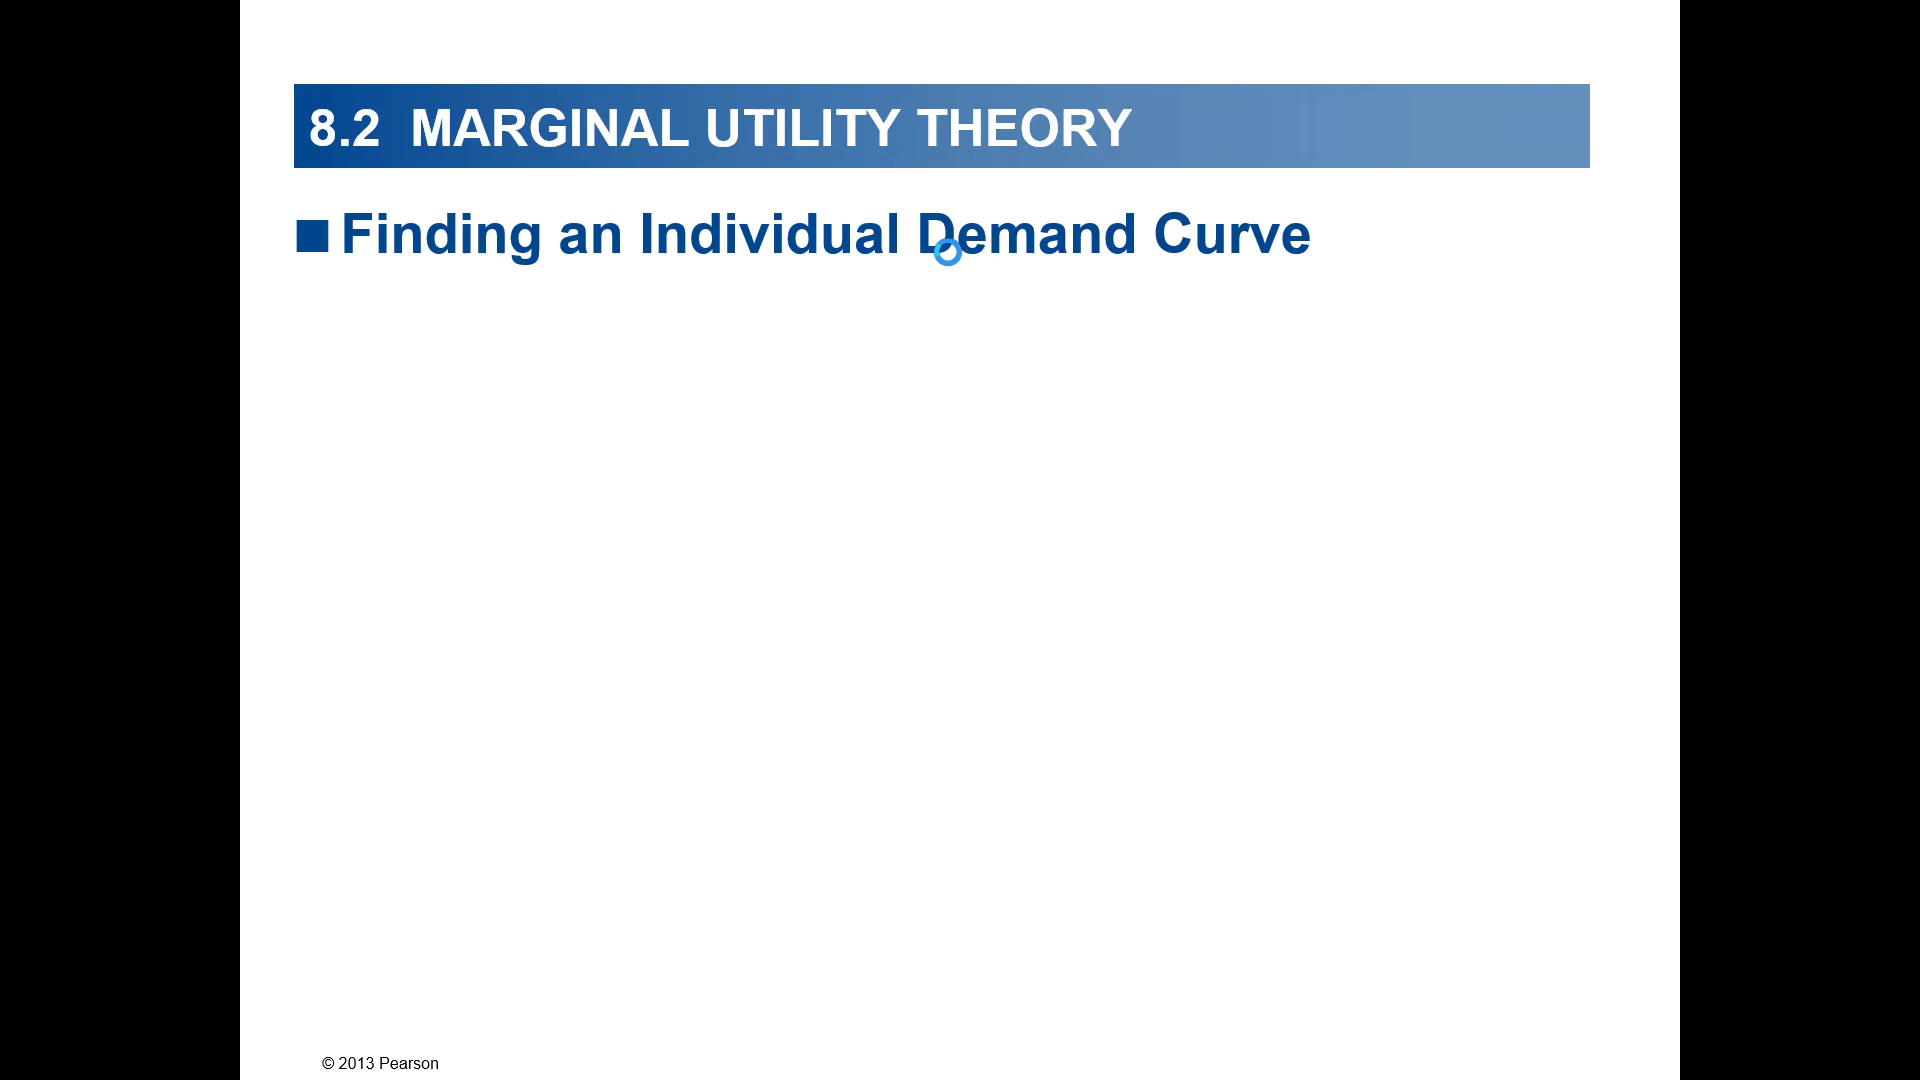 8.2 MARGINAL UTILITY THEORY
Finding an Individual Demand Curve
© 2013 Pearson